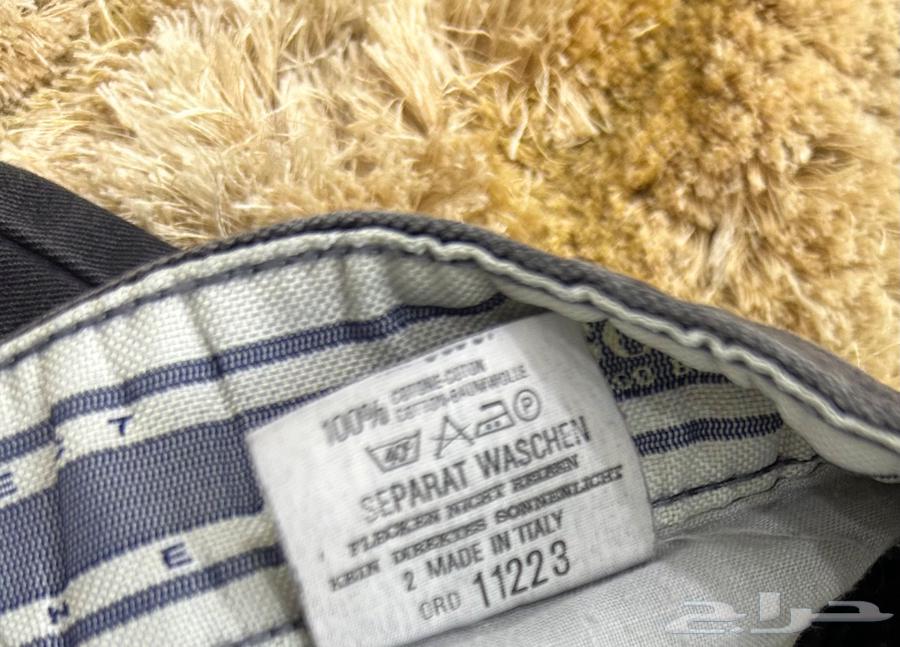 100% COTONE-COTON
COTTON-BAUMWOLLE
40° A P
SEPARAT WASCHEN
FLECKEN NICHT REIBEN
KEIN DIREKTES SONNENLICHT
2 MADE IN ITALY
ORD 11223
E T
N E
حراج